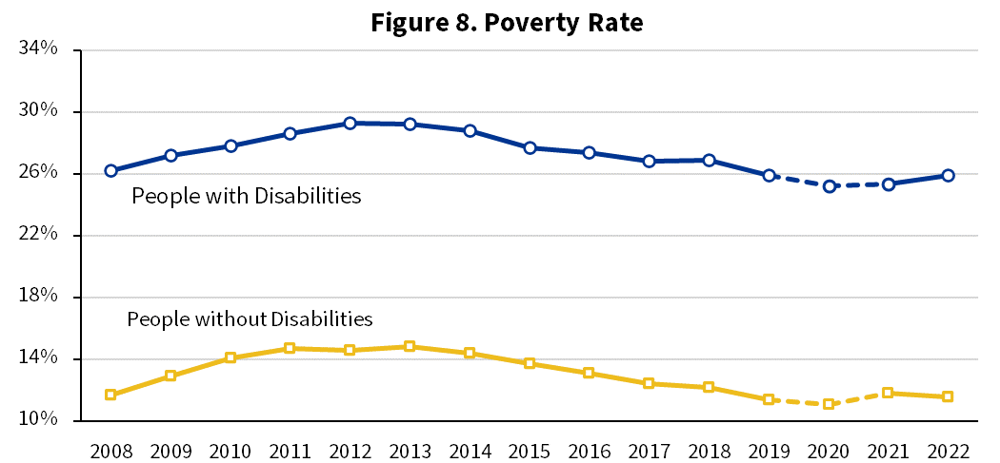 Figure 8. Poverty Rate
34%
30%
26%
People with Disabilities
22%
18%
People without Disabilities
14%
10%
2008 2009 2010 2011 2012 2013 2014 2015 2016 2017 2018 2019 2020 2021 2022